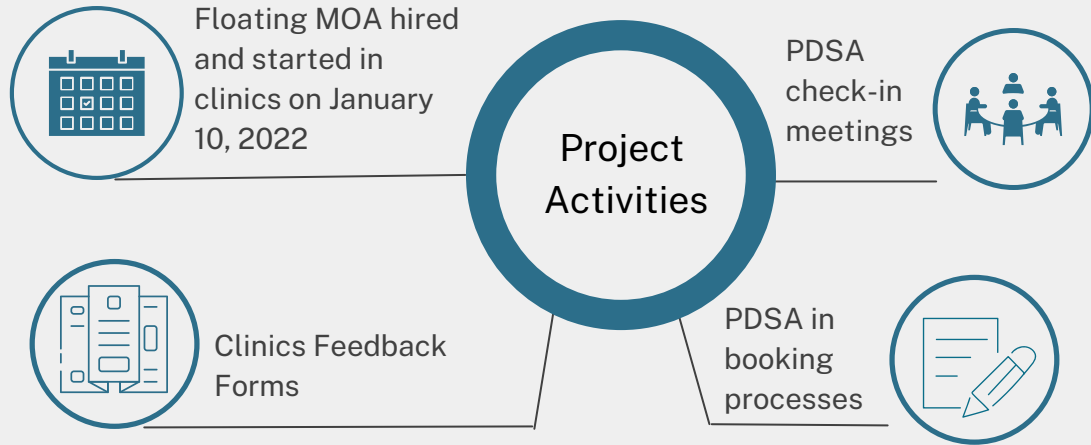 Floating MOA hired
and started in
clinics on January
10, 2022
Project
Activities
PDSA
check-in
meetings
Clinics Feedback
Forms
PDSA in
booking
processes